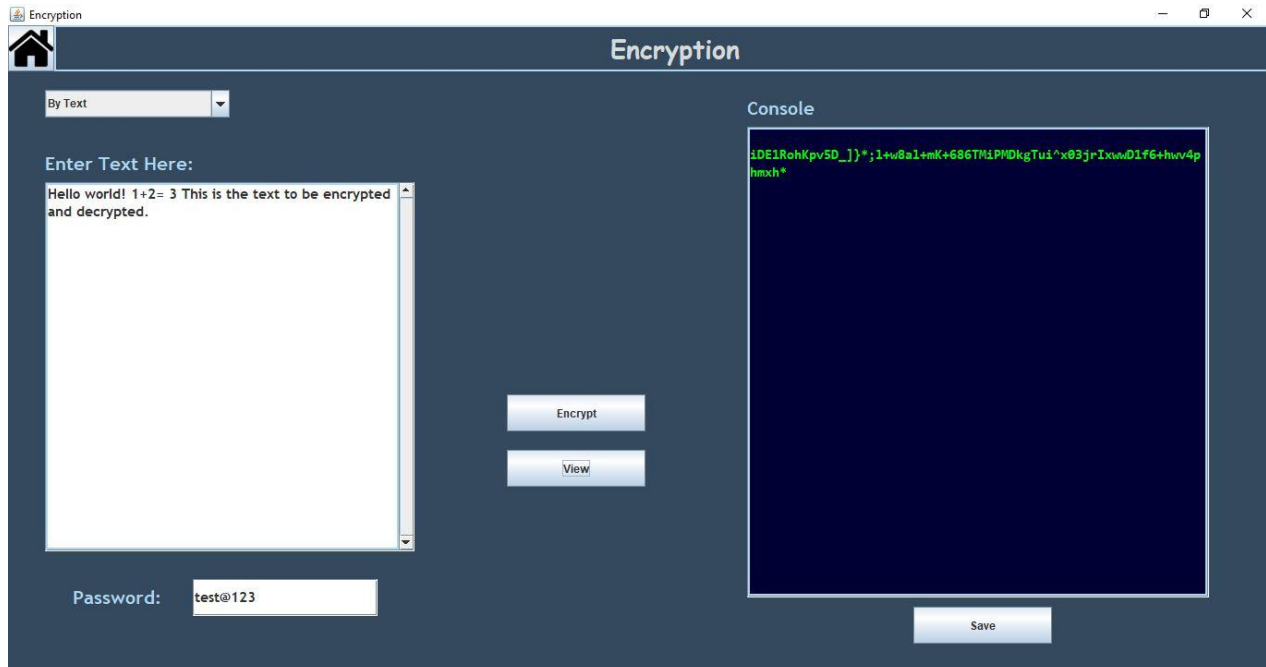 Encryption
Encryption
By Text
Console
Enter Text Here:
iDE1RohKpv5D_]}*;1+w8al+mK+686TMiPMDkgTui^x03jrIxwwD1f6+hwv4p
hmxh*
Hello world! 1+2= 3 This is the text to be encrypted
and decrypted.
Encrypt
View
Password:
test@123
Save